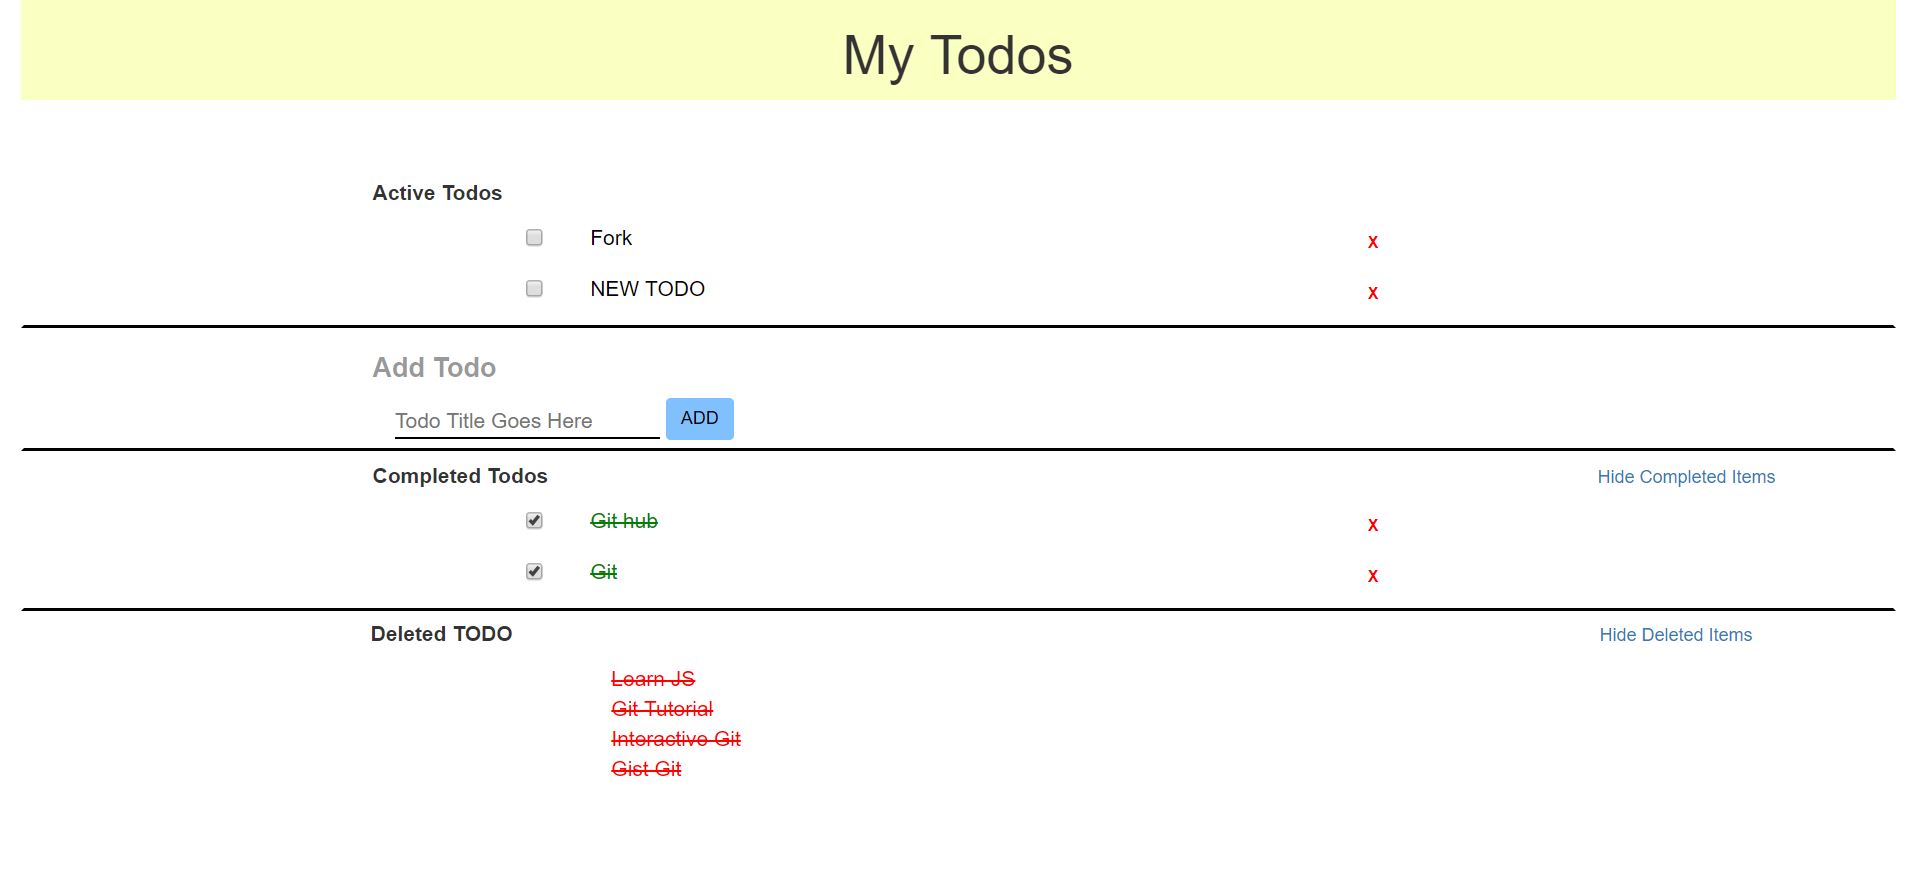 My Todos
Active Todos
Fork X
NEW TODO X
Add Todo
Todo Title Goes Here ADD
Completed Todos Hide Completed Items
Git hub X
Git X
Deleted TODO Hide Deleted Items
Learn JS
Git Tutorial
Interactive Git
Gist Git